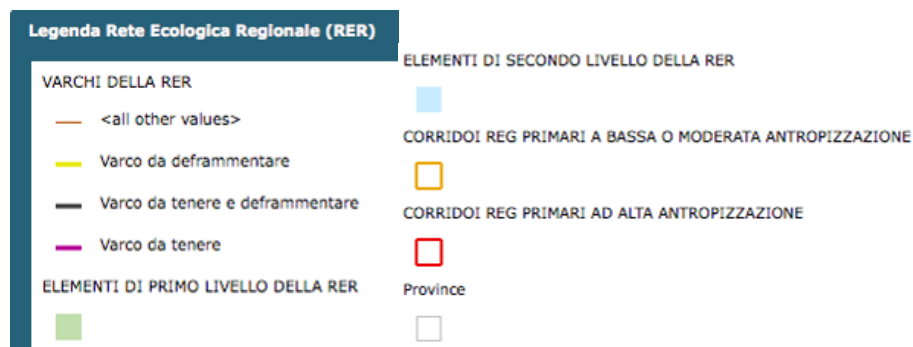 Legenda Rete Ecologica Regionale (RER)
VARCHI DELLA RER
<all other values>
Varco da deframmentare
Varco da tenere e deframmentare
Varco da tenere
ELEMENTI DI PRIMO LIVELLO DELLA RER
ELEMENTI DI SECONDO LIVELLO DELLA RER
CORRIDOI REG PRIMARI A BASSA O MODERATA ANTROPIZZAZIONE
CORRIDOI REG PRIMARI AD ALTA ANTROPIZZAZIONE
Province